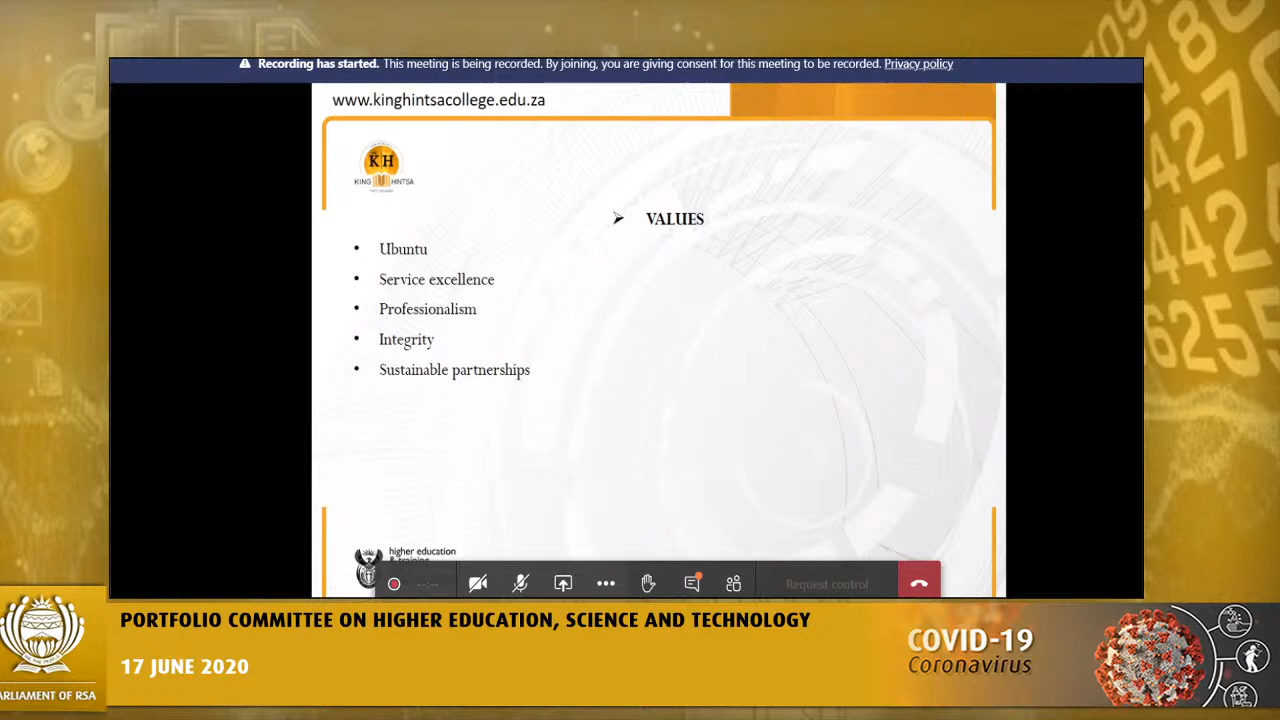 Recording has started. This meeting is being recorded. By joining, you are giving consent for this meeting to be recorded. Privacy policy
www.kinghintsacollege.edu.za
KH
KING HINTSA
➢ VALUES
• Ubuntu
• Service excellence
• Professionalism
• Integrity
• Sustainable partnerships
higher education
& training
--:--
Request control
PORTFOLIO COMMITTEE ON HIGHER EDUCATION, SCIENCE AND TECHNOLOGY
17 JUNE 2020
COVID-19
Coronavirus
ARLIAMENT OF RSA